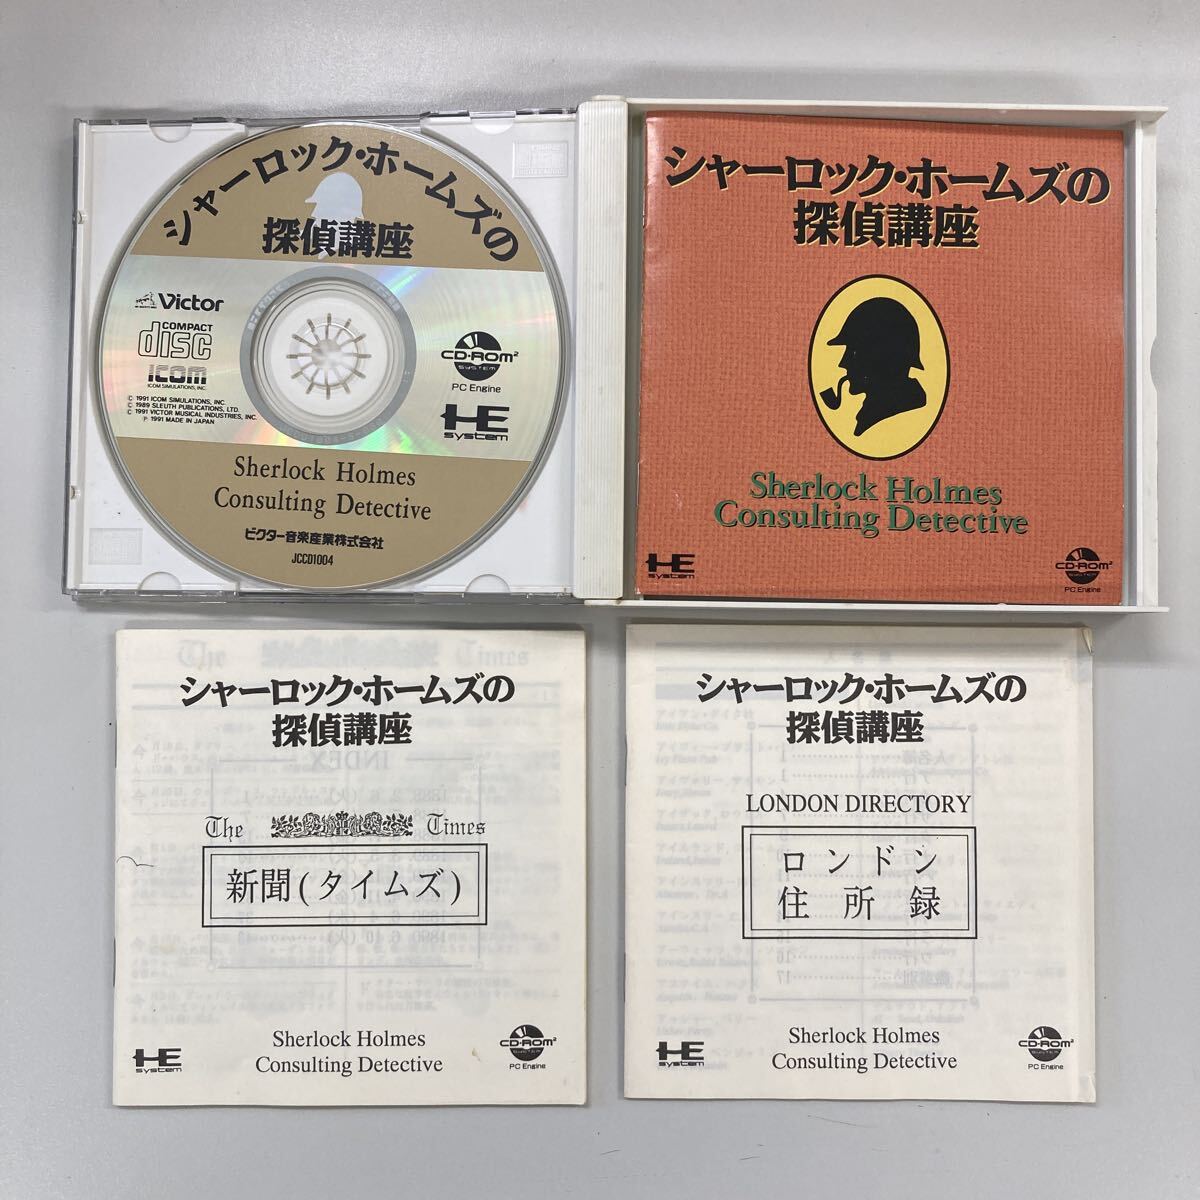 シャーロック・ホームズの
探偵講座
Victor
COMPACT
disc
ICOM
ICOM SIMULATIONS, INC.
© 1991 ICOM SIMULATIONS, INC.
© 1989 SLEUTH PUBLICATIONS, LTD.
© 1991 VICTOR MUSICAL INDUSTRIES, INC.
℗ 1991 MADE IN JAPAN
CD-ROM²
SYSTEM
PC Engine
HE
system
Sherlock Holmes
Consulting Detective
ビクター音楽産業株式会社
JCCD1004
シャーロック・ホームズの
探偵講座
Sherlock Holmes
Consulting Detective
HE
system
CD-ROM²
SYSTEM
PC Engine
シャーロック・ホームズの
探偵講座
The Times
新聞(タイムズ)
HE
system
Sherlock Holmes
Consulting Detective
CD-ROM²
SYSTEM
PC Engine
シャーロック・ホームズの
探偵講座
LONDON DIRECTORY
ロンドン
住所録
HE
system
Sherlock Holmes
Consulting Detective
CD-ROM²
SYSTEM
PC Engine